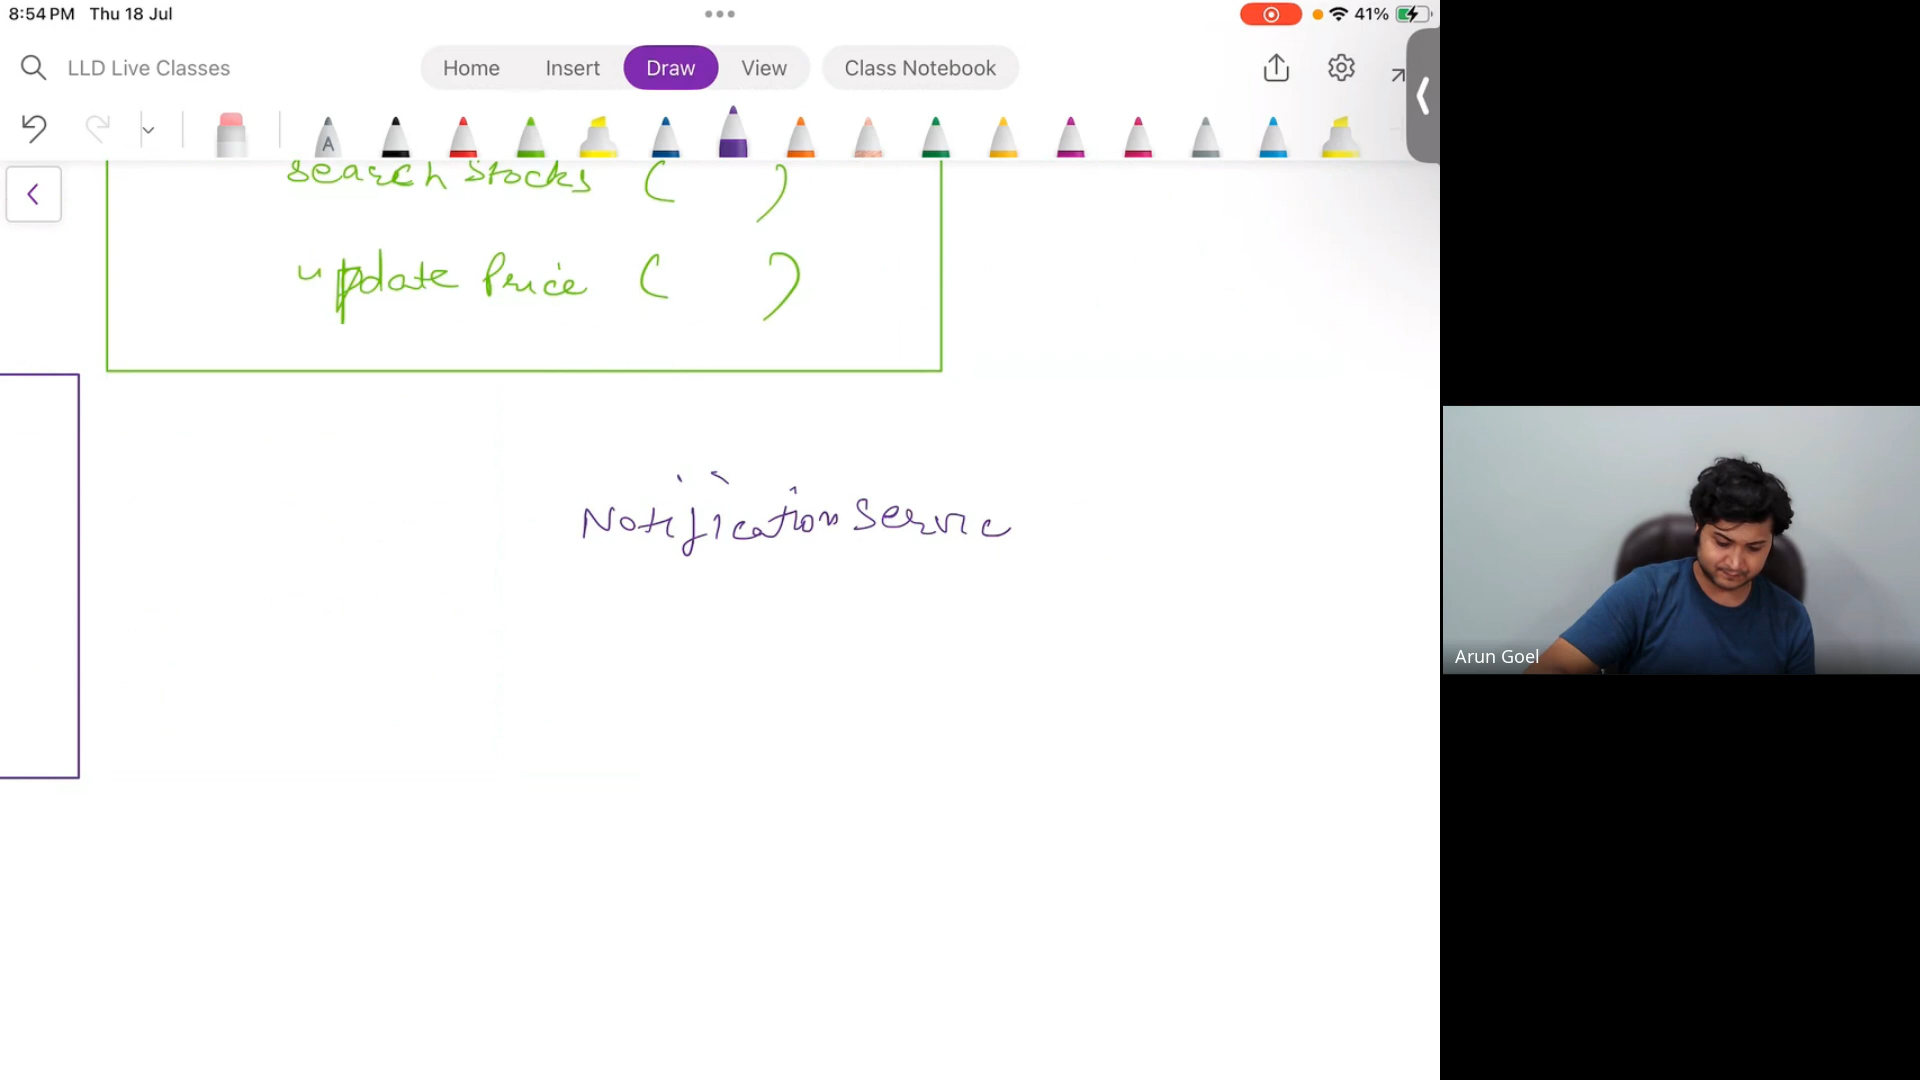 8:54 PM Thu 18 Jul
41%
LLD Live Classes
Home Insert Draw View Class Notebook
A
search Stocks ( )
update Price ( )
Notification Servic
Arun Goel